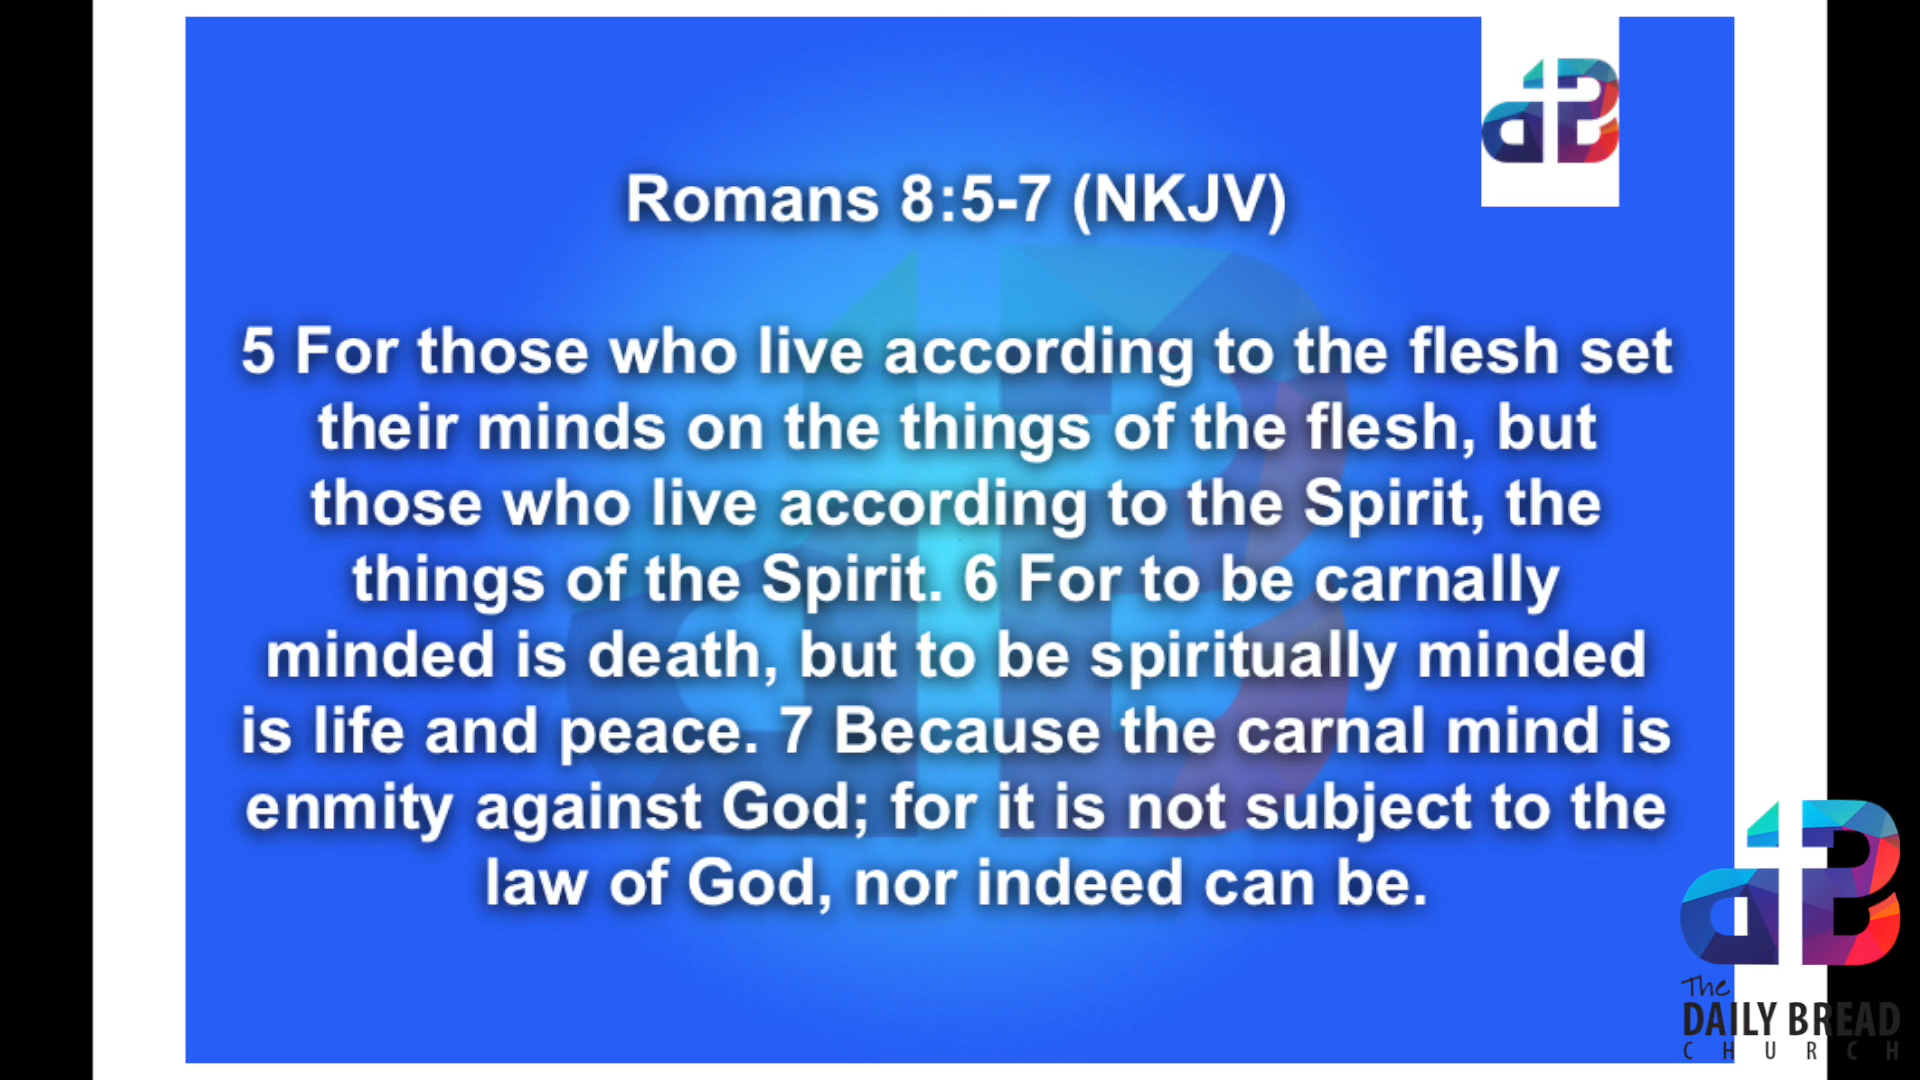 Romans 8:5-7 (NKJV)
5 For those who live according to the flesh set
their minds on the things of the flesh, but
those who live according to the Spirit, the
things of the Spirit. 6 For to be carnally
minded is death, but to be spiritually minded
is life and peace. 7 Because the carnal mind is
enmity against God; for it is not subject to the
law of God, nor indeed can be.
The
DAILY BREAD
CHURCH